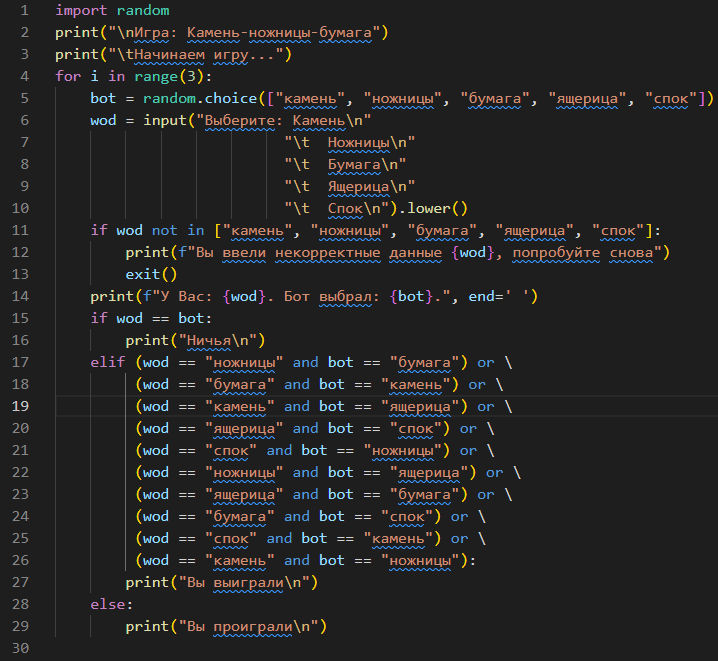 1 import random
2 print("\nИгра: Камень-ножницы-бумага")
3 print("\tНачинаем игру...")
4 for i in range(3):
5     bot = random.choice(["камень", "ножницы", "бумага", "ящерица", "спок"])
6     wod = input("Выберите: Камень\n"
7                           "\t  Ножницы\n"
8                           "\t  Бумага\n"
9                           "\t  Ящерица\n"
10                           "\t  Спок\n").lower()
11     if wod not in ["камень", "ножницы", "бумага", "ящерица", "спок"]:
12         print(f"Вы ввели некорректные данные {wod}, попробуйте снова")
13         exit()
14     print(f"У Вас: {wod}. Бот выбрал: {bot}.", end=' ')
15     if wod == bot:
16         print("Ничья\n")
17     elif (wod == "ножницы" and bot == "бумага") or \
18          (wod == "бумага" and bot == "камень") or \
19          (wod == "камень" and bot == "ящерица") or \
20          (wod == "ящерица" and bot == "спок") or \
21          (wod == "спок" and bot == "ножницы") or \
22          (wod == "ножницы" and bot == "ящерица") or \
23          (wod == "ящерица" and bot == "бумага") or \
24          (wod == "бумага" and bot == "спок") or \
25          (wod == "спок" and bot == "камень") or \
26          (wod == "камень" and bot == "ножницы"):
27         print("Вы выиграли\n")
28     else:
29         print("Вы проиграли\n")
30